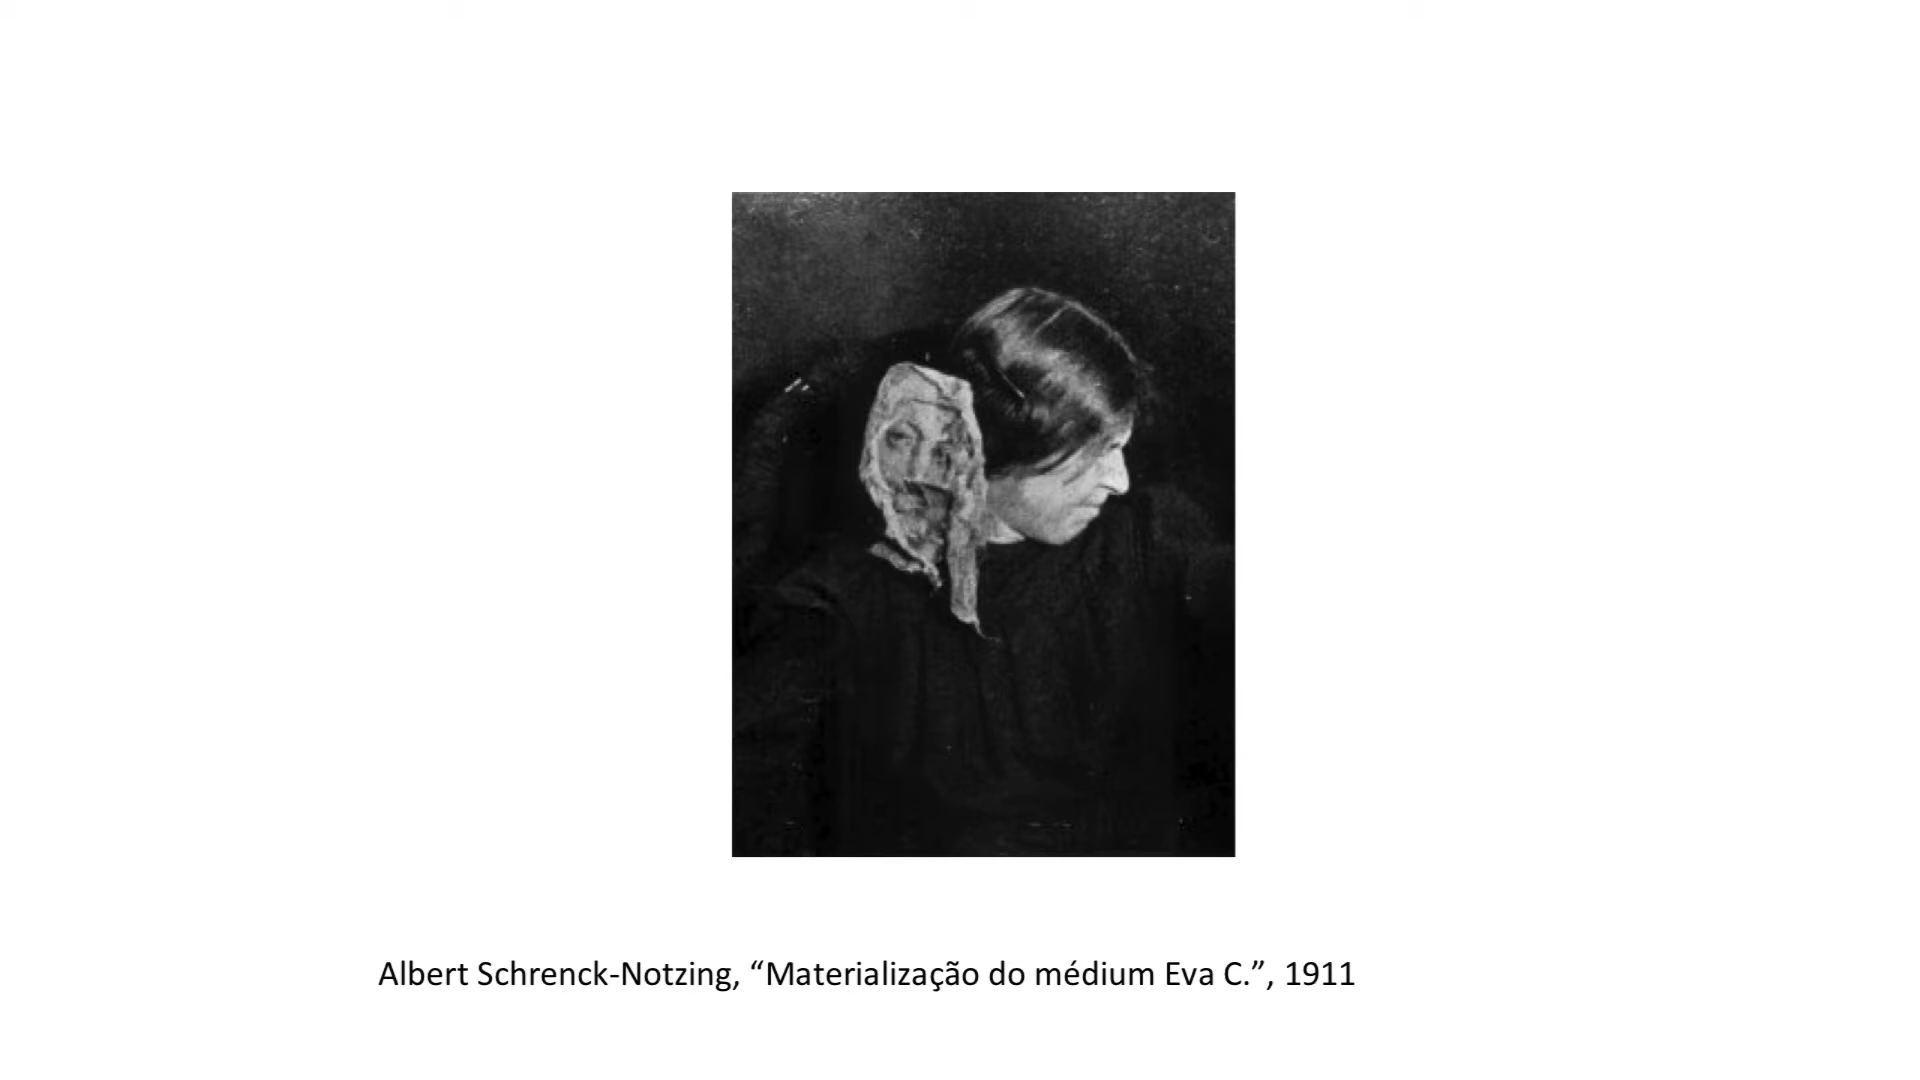 Albert Schrenck-Notzing, “Materialização do médium Eva C.”, 1911